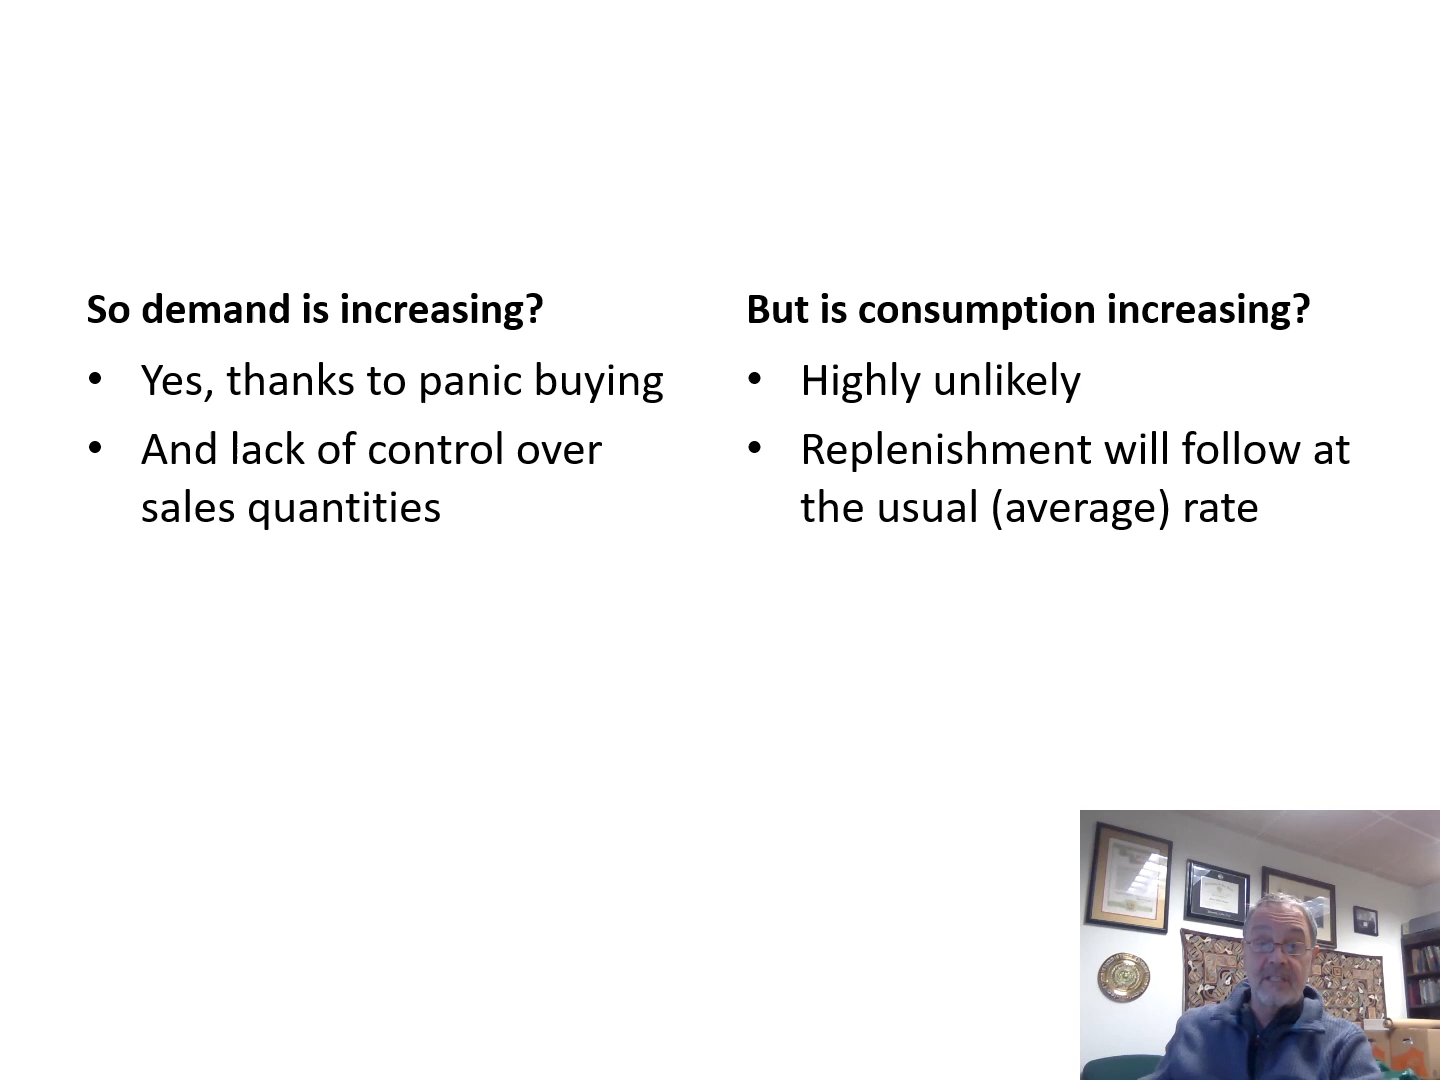 So demand is increasing?
• Yes, thanks to panic buying
• And lack of control over
sales quantities
But is consumption increasing?
• Highly unlikely
• Replenishment will follow at
the usual (average) rate